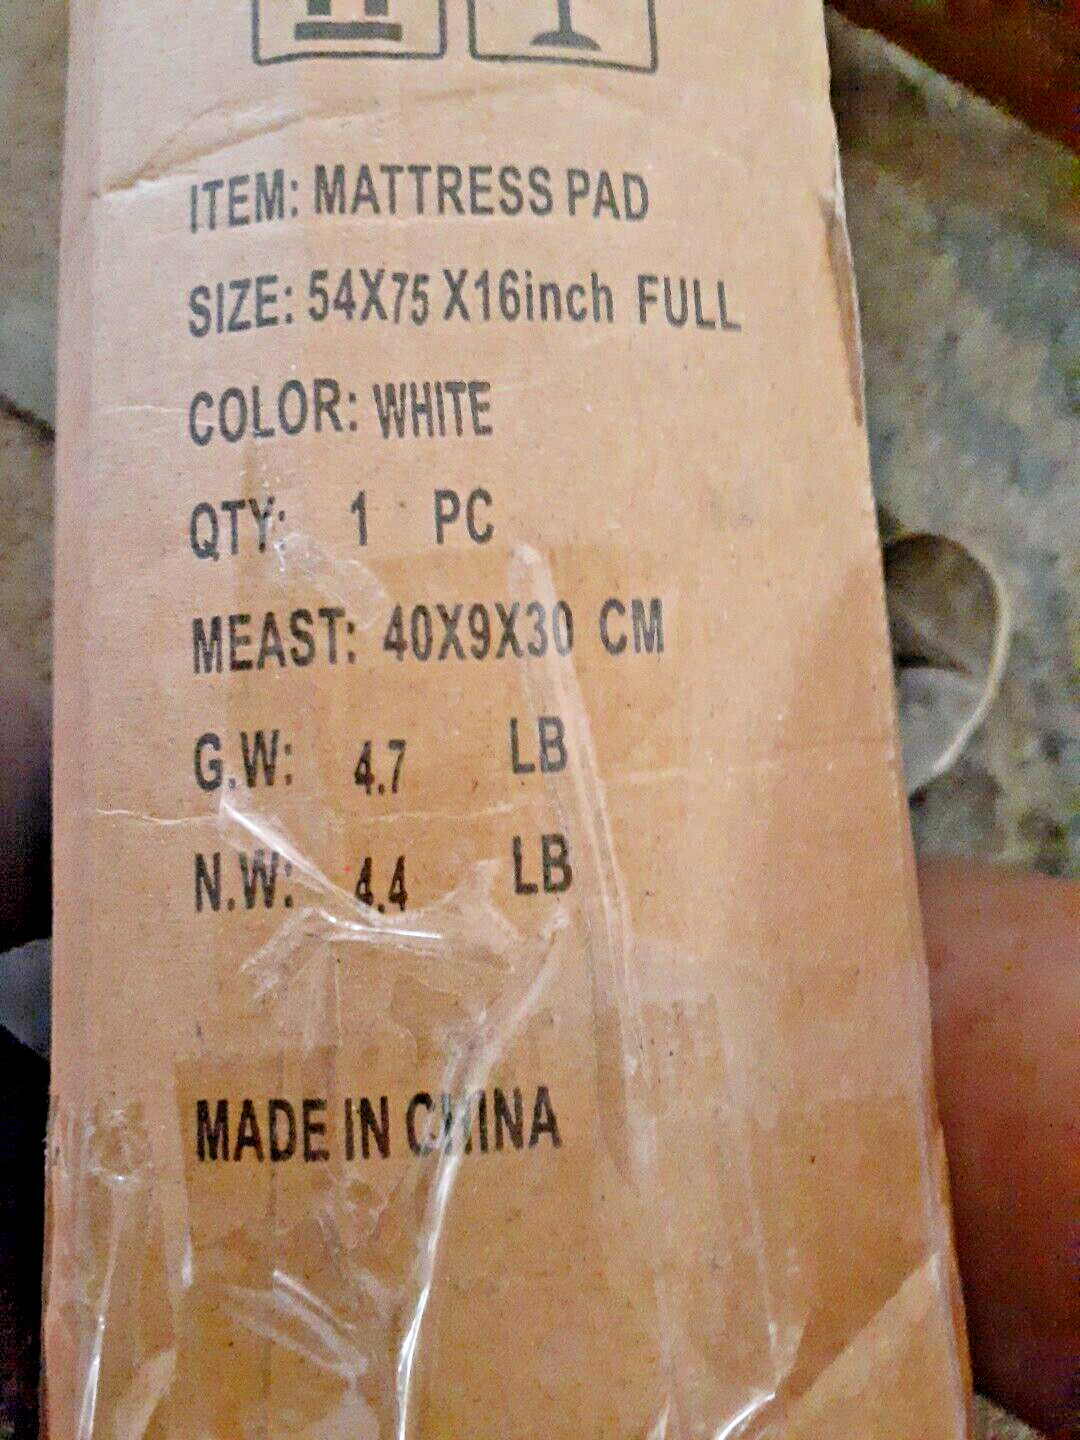 ITEM: MATTRESS PAD
SIZE: 54X75 X16inch FULL
COLOR: WHITE
QTY: 1 PC
MEAST: 40X9X30 CM
G.W: 4.7 LB
N.W: 4.4 LB
MADE IN CHINA